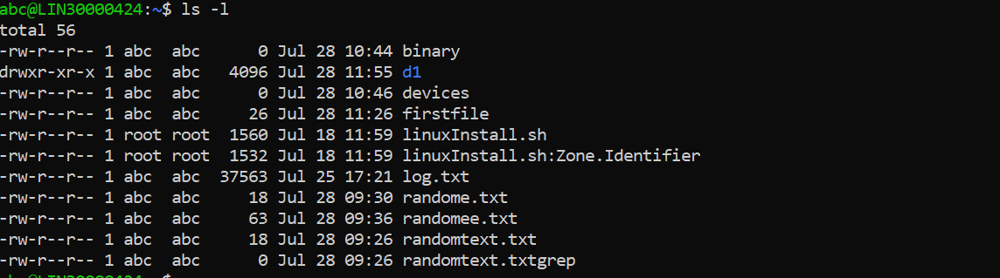 abc@LIN30000424:~$ ls -l
total 56
-rw-r--r-- 1 abc  abc      0 Jul 28 10:44 binary
drwxr-xr-x 1 abc  abc   4096 Jul 28 11:55 d1
-rw-r--r-- 1 abc  abc      0 Jul 28 10:46 devices
-rw-r--r-- 1 abc  abc     26 Jul 28 11:26 firstfile
-rw-r--r-- 1 root root  1560 Jul 18 11:59 linuxInstall.sh
-rw-r--r-- 1 root root  1532 Jul 18 11:59 linuxInstall.sh:Zone.Identifier
-rw-r--r-- 1 abc  abc  37563 Jul 25 17:21 log.txt
-rw-r--r-- 1 abc  abc     18 Jul 28 09:30 randome.txt
-rw-r--r-- 1 abc  abc     63 Jul 28 09:36 randomee.txt
-rw-r--r-- 1 abc  abc     18 Jul 28 09:26 randomtext.txt
-rw-r--r-- 1 abc  abc      0 Jul 28 09:26 randomtext.txtgrep